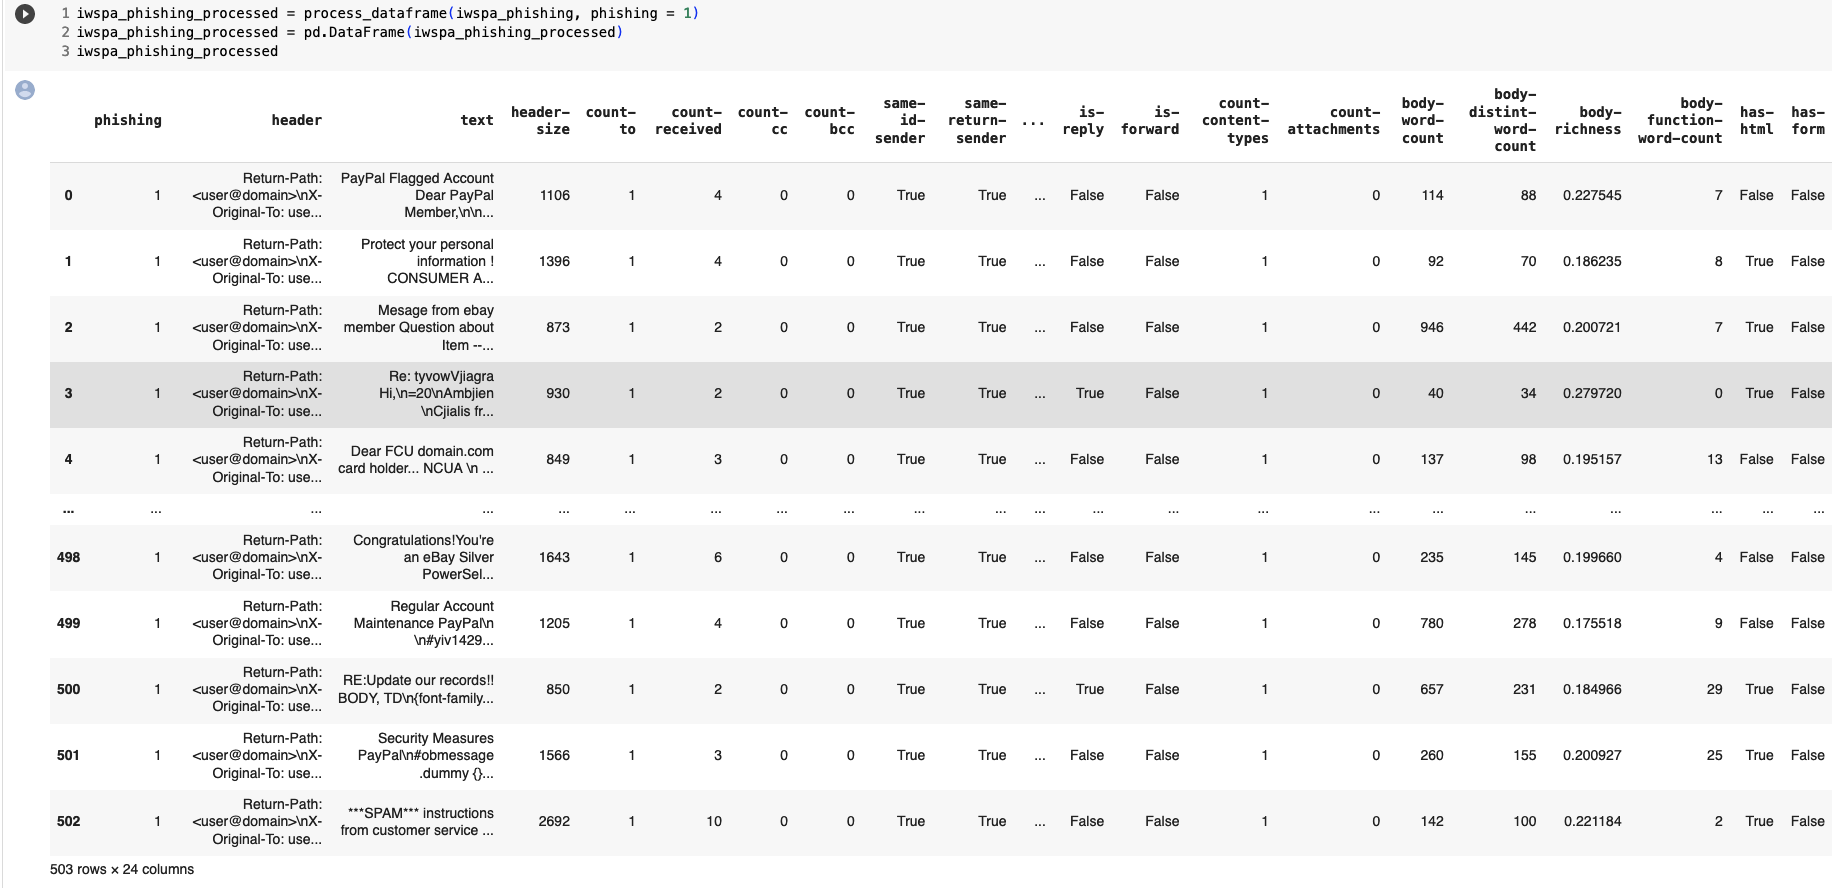 1 iwspa_phishing_processed = process_dataframe(iwspa_phishing, phishing = 1)
2 iwspa_phishing_processed = pd.DataFrame(iwspa_phishing_processed)
3 iwspa_phishing_processed
phishing header text header-size count-to count-received count-cc count-bcc same-id-sender same-return-sender ... is-reply is-forward count-content-types count-attachments body-word-count body-distint-word-count body-richness body-function-word-count has-html has-form
0 1 Return-Path: <user@domain>\nX-Original-To: use... PayPal Flagged Account Dear PayPal Member,\n\n... 1106 1 4 0 0 True True ... False False 1 0 114 88 0.227545 7 False False
1 1 Return-Path: <user@domain>\nX-Original-To: use... Protect your personal information ! CONSUMER A... 1396 1 4 0 0 True True ... False False 1 0 92 70 0.186235 8 True False
2 1 Return-Path: <user@domain>\nX-Original-To: use... Mesage from ebay member Question about Item --... 873 1 2 0 0 True True ... False False 1 0 946 442 0.200721 7 True False
3 1 Return-Path: <user@domain>\nX-Original-To: use... Re: tyvowVjiagra Hi,\n=20\nAmbjien \nCjialis fr... 930 1 2 0 0 True True ... True False 1 0 40 34 0.279720 0 True False
4 1 Return-Path: <user@domain>\nX-Original-To: use... Dear FCU domain.com card holder... NCUA \n ... 849 1 3 0 0 True True ... False False 1 0 137 98 0.195157 13 False False
... ... ... ... ... ... ... ... ... ... ... ... ... ... ... ... ... ... ... ... ... ...
498 1 Return-Path: <user@domain>\nX-Original-To: use... Congratulations!You're an eBay Silver PowerSel... 1643 1 6 0 0 True True ... False False 1 0 235 145 0.199660 4 False False
499 1 Return-Path: <user@domain>\nX-Original-To: use... Regular Account Maintenance PayPal\n \n#yiv1429... 1205 1 4 0 0 True True ... False False 1 0 780 278 0.175518 9 False False
500 1 Return-Path: <user@domain>\nX-Original-To: use... RE:Update our records!! BODY, TD\n{font-family... 850 1 2 0 0 True True ... True False 1 0 657 231 0.184966 29 True False
501 1 Return-Path: <user@domain>\nX-Original-To: use... Security Measures PayPal\n#obmessage .dummy {}... 1566 1 3 0 0 True True ... False False 1 0 260 155 0.200927 25 True False
502 1 Return-Path: <user@domain>\nX-Original-To: use... ***SPAM*** instructions from customer service ... 2692 1 10 0 0 True True ... False False 1 0 142 100 0.221184 2 True False
503 rows × 24 columns